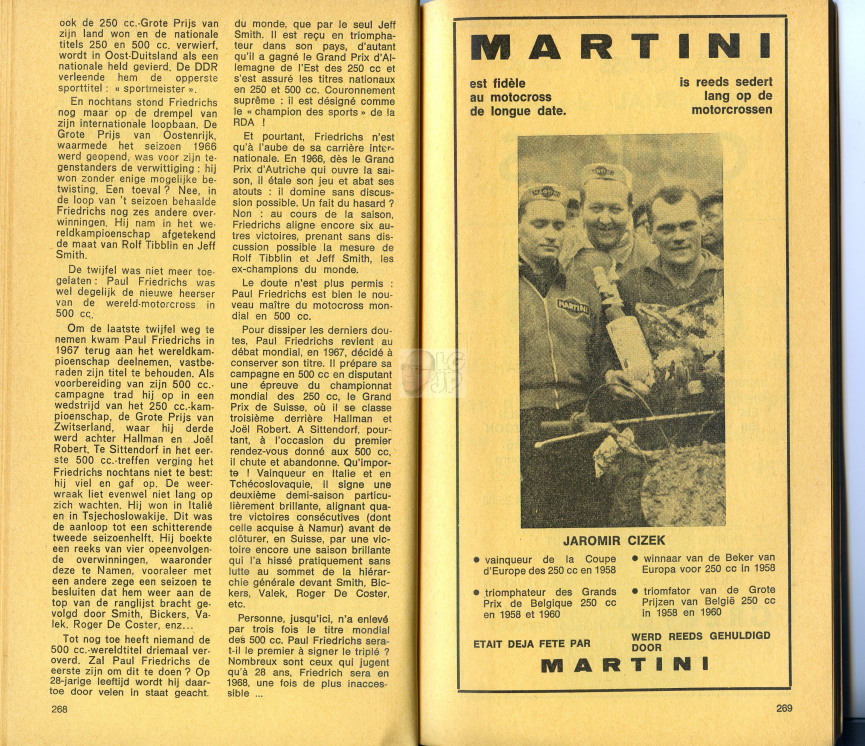 ook de 250 cc.-Grote Prijs van
zijn land won en de nationale
titels 250 en 500 cc. verwierf,
wordt in Oost-Duitsland als een
nationale held gevierd. De DDR
verleende hem de opperste
sporttitel : « sportmeister ».
En nochtans stond Friedrichs
nog maar op de drempel van
zijn internationale loopbaan. De
Grote Prijs van Oostenrijk,
waarmede het seizoen 1966
werd geopend, was voor zijn te-
genstanders de verwittiging : hij
won zonder enige mogelijke be-
twisting. Een toeval ? Nee, in
de loop van 't seizoen behaalde
Friedrichs nog zes andere over-
winningen. Hij nam in het we-
reldkampioenschap afgetekend
de maat van Rolf Tibblin en Jeff
Smith.
De twijfel was niet meer toe-
gelaten : Paul Friedrichs was
wel degelijk de nieuwe heerser
van de wereld-motorcross in
500 cc.
Om de laatste twijfel weg te
nemen kwam Paul Friedrichs in
1967 terug aan het wereldkam-
pioenschap deelnemen, vastbe-
raden zijn titel te behouden. Als
voorbereiding van zijn 500 cc.-
campagne trad hij op in een
wedstrijd van het 250 cc.-kam-
pioenschap, de Grote Prijs van
Zwitserland, waar hij derde
werd achter Hallman en Joël
Robert. Te Sittendorf in het eer-
ste 500 cc.-treffen verging het
Friedrichs nochtans niet te best:
hij viel en gaf op. De weer-
wraak liet evenwel niet lang op
zich wachten. Hij won in Italië
en in Tsjechoslowakije. Dit was
de aanloop tot een schitterende
tweede seizoenhelft. Hij boekte
een reeks van vier opeenvolgen-
de overwinningen, waaronder
deze te Namen, vooraleer met
een andere zege een seizoen te
besluiten dat hem weer aan de
top van de ranglijst bracht ge-
volgd door Smith, Bickers, Va-
lek, Roger De Coster, enz...
Tot nog toe heeft niemand de
500 cc.-wereldtitel driemaal ver-
overd. Zal Paul Friedrichs de
eerste zijn om dit te doen ? Op
28-jarige leeftijd wordt hij daar-
toe door velen in staat geacht.
268
du monde, que par le seul Jeff
Smith. Il est reçu en triompha-
teur dans son pays, d'autant
qu'il a gagné le Grand Prix d'Al-
lemagne de l'Est des 250 cc et
s'est assuré les titres nationaux
en 250 et 500 cc. Couronnement
suprême : il est désigné comme
le « champion des sports » de la
RDA !
Et pourtant, Friedrichs n'est
qu'à l'aube de sa carrière inter-
nationale. En 1966, dès le Grand
Prix d'Autriche qui ouvre la sai-
son, il étale son jeu et abat ses
atouts : il domine sans discus-
sion possible. Un fait du hasard ?
Non : au cours de la saison,
Friedrichs aligne encore six au-
tres victoires, prenant sans dis-
cussion possible la mesure de
Rolf Tibblin et Jeff Smith, les
ex-champions du monde.
Le doute n'est plus permis :
Paul Friedrichs est bien le nou-
veau maître du motocross mon-
dial en 500 cc.
Pour dissiper les derniers dou-
tes, Paul Friedrichs revient au
débat mondial, en 1967, décidé à
conserver son titre. Il prépare sa
campagne en 500 cc en disputant
une épreuve du championnat
mondial des 250 cc, le Grand
Prix de Suisse, où il se classe
troisième derrière Hallman et
Joël Robert. A Sittendorf, pour-
tant, à l'occasion du premier
rendez-vous donné aux 500 cc,
il chute et abandonne. Qu'impor-
te ! Vainqueur en Italie et en
Tchécoslovaquie, il signe une
deuxième demi-saison particu-
lièrement brillante, alignant qua-
tre victoires consécutives (dont
celle acquise à Namur) avant de
clôturer, en Suisse, par une vic-
toire encore une saison brillante
qui l'a hissé pratiquement sans
lutte au sommet de la hiérar-
chie générale devant Smith, Bic-
kers, Valek, Roger De Coster,
etc.
Personne, jusqu'ici, n'a enlevé
par trois fois le titre mondial
des 500 cc. Paul Friedrichs sera-
t-il le premier à signer le triplé ?
Nombreux sont ceux qui jugent
qu'à 28 ans, Friedrich sera en
1968, une fois de plus inacces-
sible ...
MARTINI
est fidèle
au motocross
de longue date.
is reeds sedert
lang op de
motorcrossen
MARTINI
JAROMIR CIZEK
● vainqueur de la Coupe
d'Europe des 250 cc en 1958
● triomphateur des Grands
Prix de Belgique 250 cc
en 1958 et 1960
● winnaar van de Beker van
Europa voor 250 cc in 1958
● triomfator van de Grote
Prijzen van België 250 cc
in 1958 en 1960
ETAIT DEJA FETE PAR
WERD REEDS GEHULDIGD
DOOR
MARTINI
269